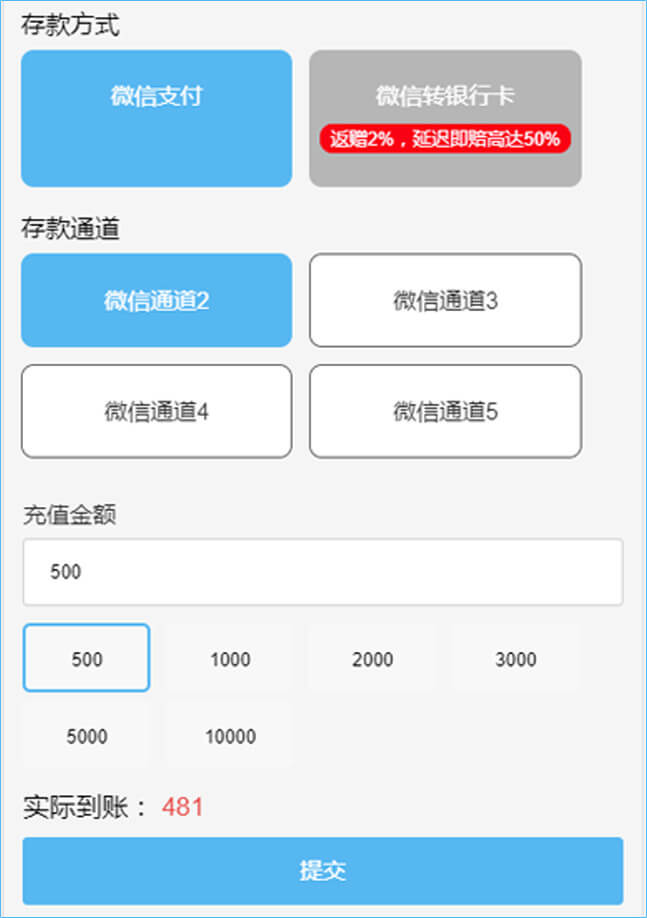 存款方式
微信支付
微信转银行卡
返赠2%，延迟即赔高达50%
存款通道
微信通道2
微信通道3
微信通道4
微信通道5
充值金额
500
500
1000
2000
3000
5000
10000
实际到账： 481
提交